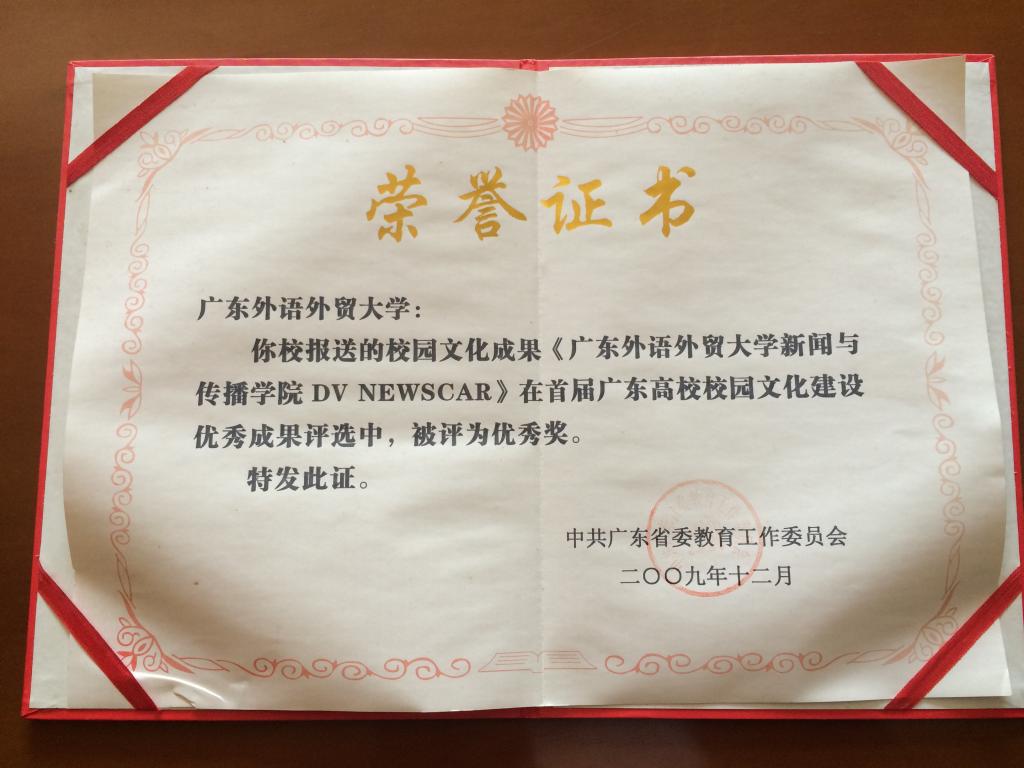 荣誉证书
广东外语外贸大学：
你校报送的校园文化成果《广东外语外贸大学新闻与
传播学院 DV NEWSCAR》在首届广东高校校园文化建设
优秀成果评选中，被评为优秀奖。
特发此证。
中共广东省委教育工作委员会
二〇〇九年十二月